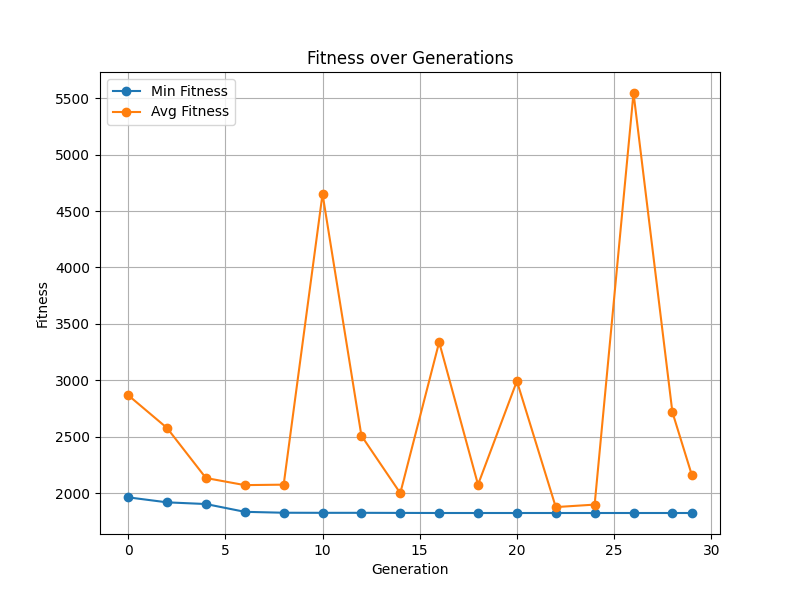 Fitness over Generations
Min Fitness
Avg Fitness
Fitness
5500
5000
4500
4000
3500
3000
2500
2000
0 5 10 15 20 25 30
Generation